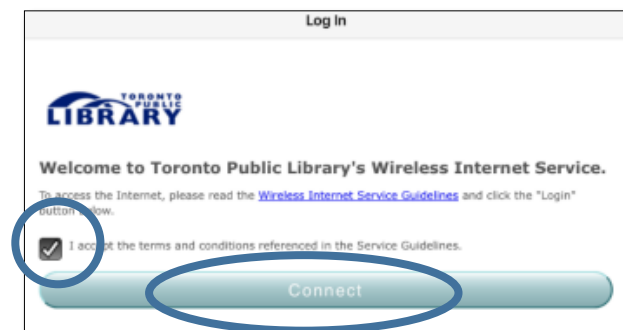 Log In
TORONTO
PUBLIC
LIBRARY
Welcome to Toronto Public Library's Wireless Internet Service.
To access the Internet, please read the Wireless Internet Service Guidelines and click the "Login"
button below.
I accept the terms and conditions referenced in the Service Guidelines.
Connect